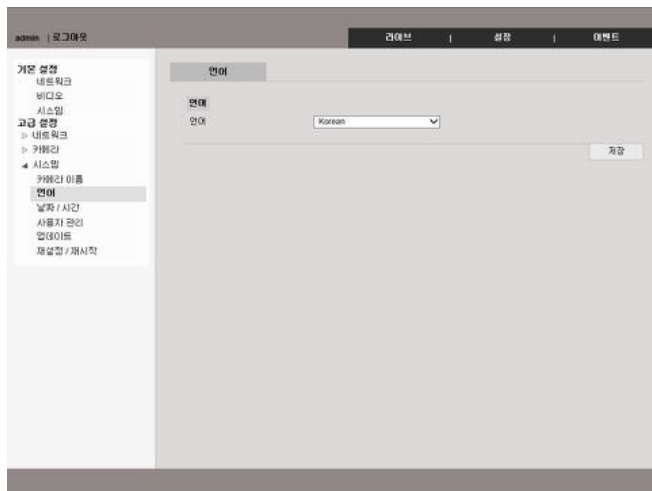 admin | 로그아웃
라이브 | 설정 | 이벤트
기본 설정
네트워크
비디오
시스템
고급 설정
▷ 네트워크
▷ 카메라
◢ 시스템
카메라 이름
언어
날짜 / 시간
사용자 관리
업데이트
재설정 / 재시작
언어
언어
언어 Korean
저장